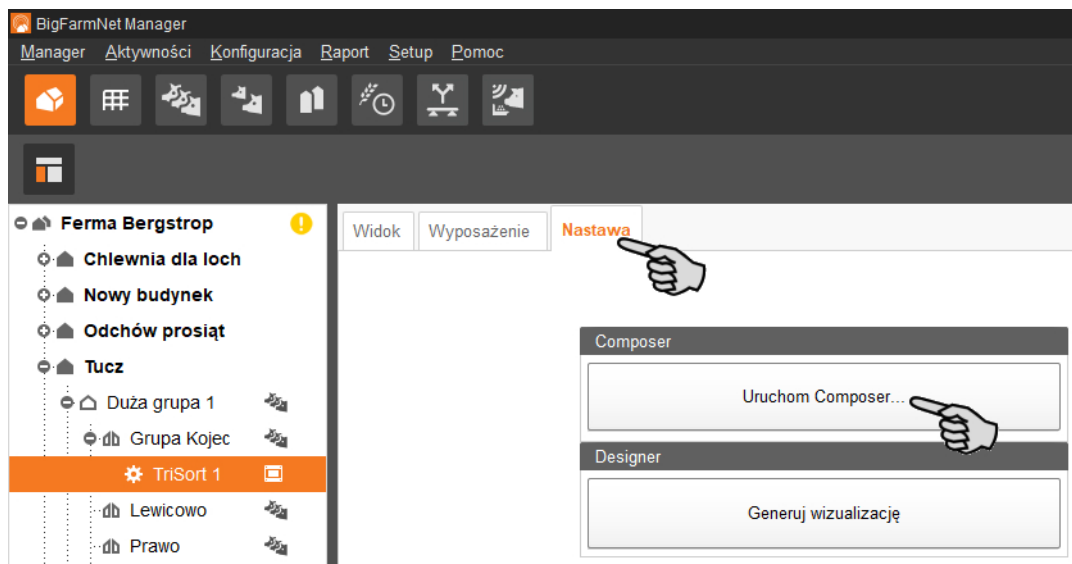 BigFarmNet Manager
Manager Aktywności Konfiguracja Raport Setup Pomoc
Ferma Bergstrop
Chlewnia dla loch
Nowy budynek
Odchów prosiąt
Tucz
Duża grupa 1
Grupa Kojec
TriSort 1
Lewicowo
Prawo
Widok Wyposażenie Nastawa
Composer
Uruchom Composer...
Designer
Generuj wizualizację